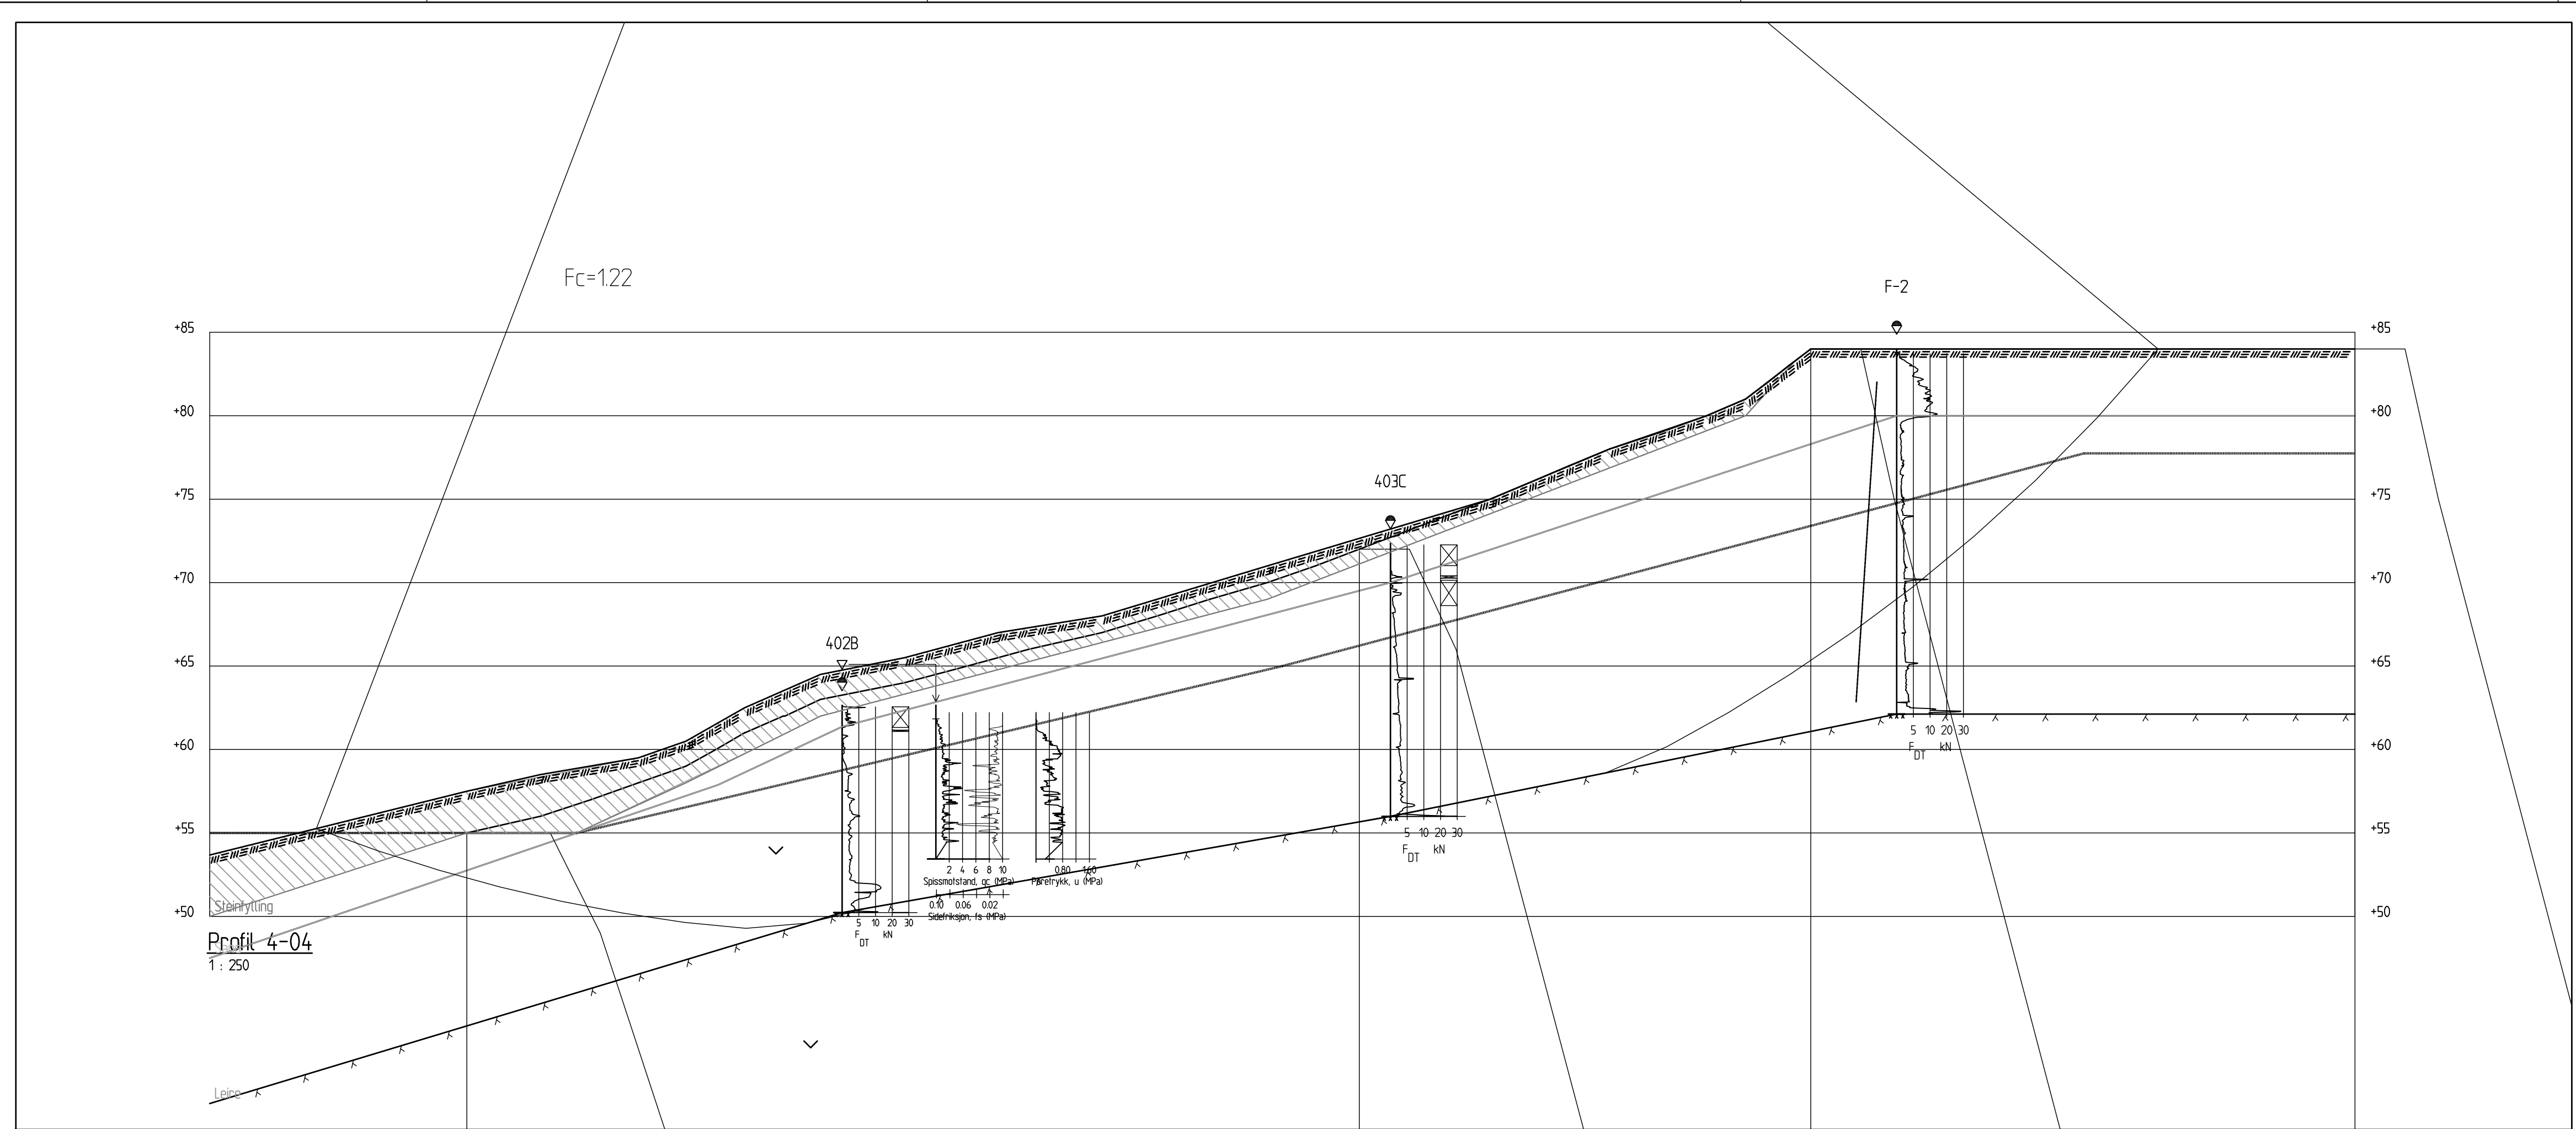 Fc=1.22
F-2
+85 +85
+80 +80
403C
+75 +75
+70 +70
402B
+65 +65
+60 +60
5 10 20 30
F DT kN
+55 +55
5 10 20 30
F DT kN
2 4 6 8 10
0.80 1.60
Spissmotstand, qc (MPa)
Poretrykk, u (MPa)
0.10 0.06 0.02
Sidefriksjon, fs (MPa)
Steinfylling
+50 +50
5 10 20 30
F DT kN
Profil 4-04
1 : 250
Leire